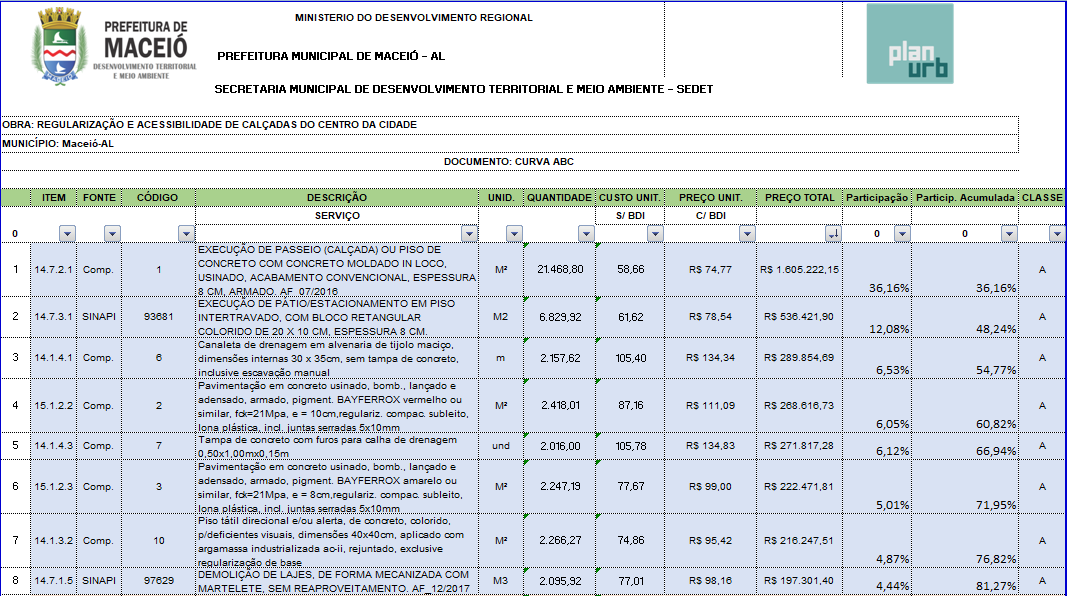 MINISTERIO DO DESENVOLVIMENTO REGIONAL
PREFEITURA DE
MACEIÓ
DESENVOLVIMENTO TERRITORIAL
E MEIO AMBIENTE
MACEIÓ
PREFEITURA MUNICIPAL DE MACEIÓ - AL
plan
urb
SECRETARIA MUNICIPAL DE DESENVOLVIMENTO TERRITORIAL E MEIO AMBIENTE - SEDET
OBRA: REGULARIZAÇÃO E ACESSIBILIDADE DE CALÇADAS DO CENTRO DA CIDADE
MUNICÍPIO: Maceió-AL
DOCUMENTO: CURVA ABC
ITEM FONTE CÓDIGO DESCRIÇÃO UNID. QUANTIDADE CUSTO UNIT. PREÇO UNIT. PREÇO TOTAL Participação Particip. Acumulada CLASSE
SERVIÇO S/ BDI C/ BDI
0 0 0
EXECUÇÃO DE PASSEIO (CALÇADA) OU PISO DE
CONCRETO COM CONCRETO MOLDADO IN LOCO,
1 14.7.2.1 Comp. 1 USINADO, ACABAMENTO CONVENCIONAL, ESPESSURA M² 21.468,80 58,66 R$ 74,77 R$ 1.605.222,15 A
8 CM, ARMADO. AF_07/2016 36,16% 36,16%
EXECUÇÃO DE PÁTIO/ESTACIONAMENTO EM PISO
2 14.7.3.1 SINAPI 93681 INTERTRAVADO, COM BLOCO RETANGULAR M2 6.829,92 61,62 R$ 78,54 R$ 536.421,90 A
COLORIDO DE 20 X 10 CM, ESPESSURA 8 CM. 12,08% 48,24%
Canaleta de drenagem em alvenaria de tijolo maciço,
3 14.1.4.1 Comp. 6 dimensões internas 30 x 35cm, sem tampa de concreto, m 2.157,62 105,40 R$ 134,34 R$ 289.854,69 A
inclusive escavação manual 6,53% 54,77%
Pavimentação em concreto usinado, bomb., lançado e
adensado, armado, pigment. BAYFERROX vermelho ou
4 15.1.2.2 Comp. 2 similar, fck=21Mpa, e = 10cm,regulariz. compac. subleito, M² 2.418,01 87,16 R$ 111,09 R$ 268.616,73 A
lona plástica, incl. juntas serradas 5x10mm 6,05% 60,82%
5 14.1.4.3 Comp. 7 Tampa de concreto com furos para calha de drenagem und 2.016,00 105,78 R$ 134,83 R$ 271.817,28 A
0,50x1,00mx0,15m 6,12% 66,94%
Pavimentação em concreto usinado, bomb., lançado e
adensado, armado, pigment. BAYFERROX amarelo ou
6 15.1.2.3 Comp. 3 similar, fck=21Mpa, e = 8cm,regulariz. compac. subleito, M² 2.247,19 77,67 R$ 99,00 R$ 222.471,81 A
lona plástica, incl. juntas serradas 5x10mm 5,01% 71,95%
Piso tátil direcional e/ou alerta, de concreto, colorido,
p/deficientes visuais, dimensões 40x40cm, aplicado com
7 14.1.3.2 Comp. 10 argamassa industrializada ac-ii, rejuntado, exclusive M² 2.266,27 74,86 R$ 95,42 R$ 216.247,51 A
regularização de base 4,87% 76,82%
8 14.7.1.5 SINAPI 97629 DEMOLIÇÃO DE LAJES, DE FORMA MECANIZADA COM M3 2.095,92 77,01 R$ 98,16 R$ 197.301,40 A
MARTELETE, SEM REAPROVEITAMENTO. AF_12/2017 4,44% 81,27%